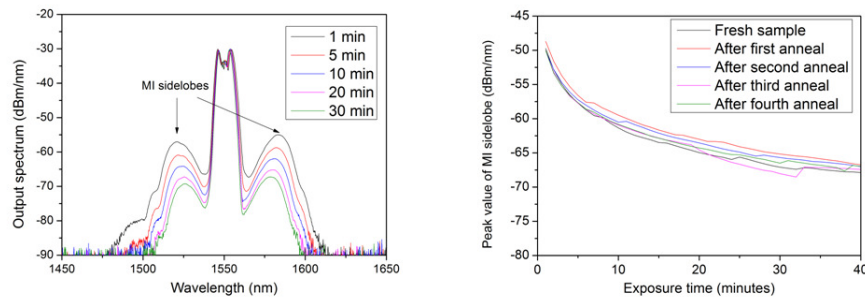 -20
-30
-40
-50
-60
-70
-80
-90
1450
1500
1550
1600
1650
Output spectrum (dBm/nm)
Wavelength (nm)
MI sidelobes
1 min
5 min
10 min
20 min
30 min
-45
-50
-55
-60
-65
-70
-75
0
10
20
30
40
Peak value of MI sidelobe (dBm/nm)
Exposure time (minutes)
Fresh sample
After first anneal
After second anneal
After third anneal
After fourth anneal